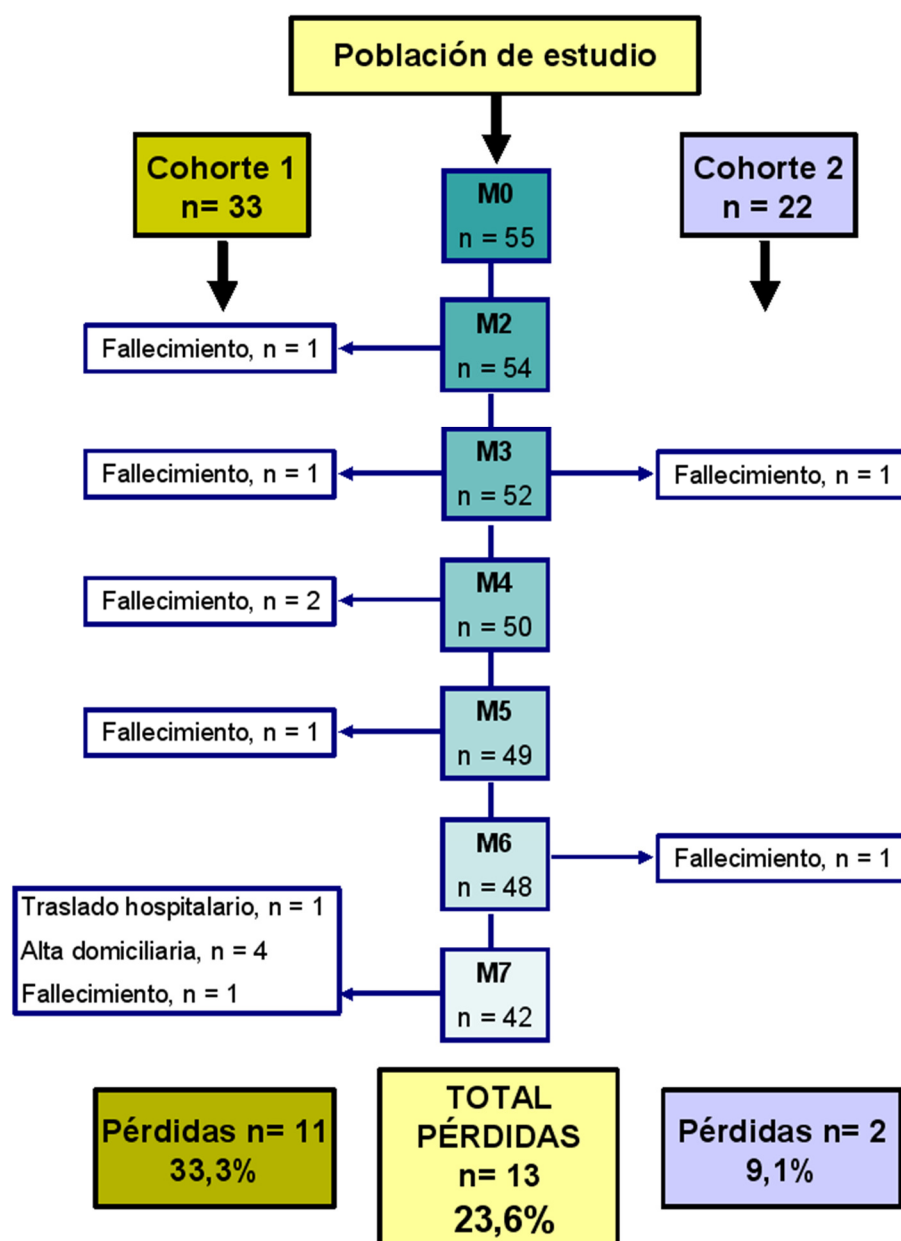 Población de estudio
Cohorte 1
n= 33
M0
n = 55
Cohorte 2
n = 22
Fallecimiento, n = 1
M2
n = 54
Fallecimiento, n = 1
M3
n = 52
Fallecimiento, n = 1
Fallecimiento, n = 2
M4
n = 50
Fallecimiento, n = 1
M5
n = 49
M6
n = 48
Fallecimiento, n = 1
Traslado hospitalario, n = 1
Alta domiciliaria, n = 4
Fallecimiento, n = 1
M7
n = 42
Pérdidas n= 11
33,3%
TOTAL
PÉRDIDAS
n= 13
23,6%
Pérdidas n= 2
9,1%